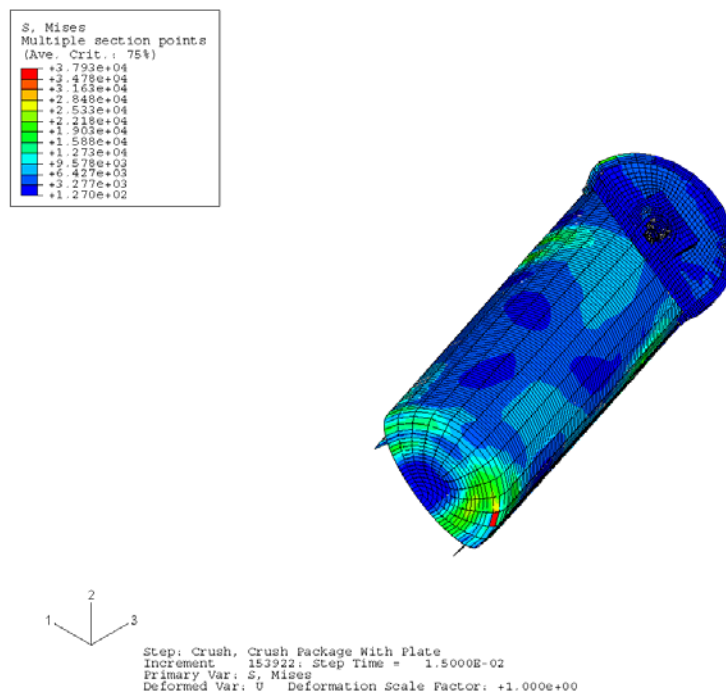 S, Mises
Multiple section points
(Ave. Crit.: 75%)
+3.793e+04
+3.478e+04
+3.163e+04
+2.848e+04
+2.533e+04
+2.218e+04
+1.903e+04
+1.588e+04
+1.273e+04
+9.578e+03
+6.427e+03
+3.277e+03
+1.270e+02
2
1
3
Step: Crush, Crush Package With Plate
Increment 153922: Step Time = 1.5000E-02
Primary Var: S, Mises
Deformed Var: U Deformation Scale Factor: +1.000e+00